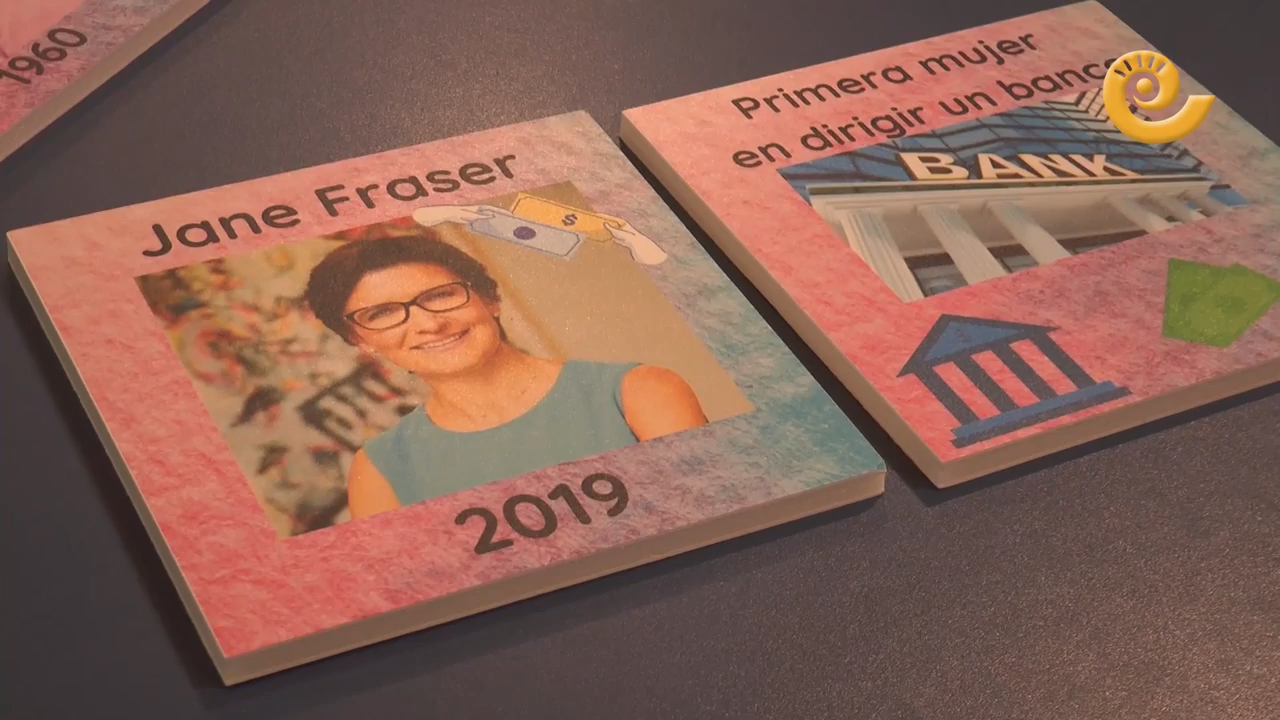 1960
Jane Fraser
2019
Primera mujer
en dirigir un banco
BANK